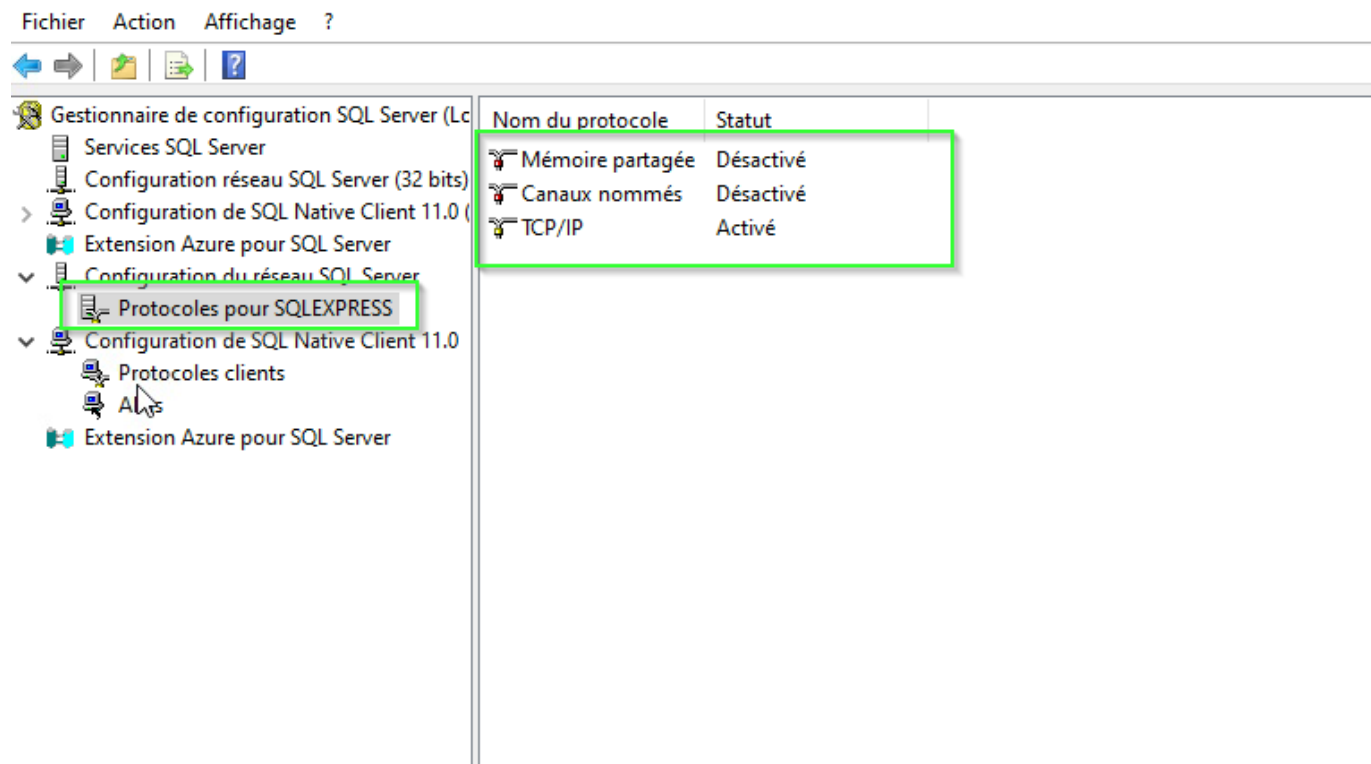 Fichier Action Affichage ?
Gestionnaire de configuration SQL Server (Lc
Services SQL Server
Configuration réseau SQL Server (32 bits)
Configuration de SQL Native Client 11.0 (
Extension Azure pour SQL Server
Configuration du réseau SQL Server
Protocoles pour SQLEXPRESS
Configuration de SQL Native Client 11.0
Protocoles clients
Extension Azure pour SQL Server
Nom du protocole Statut
Mémoire partagée Désactivé
Canaux nommés Désactivé
TCP/IP Activé